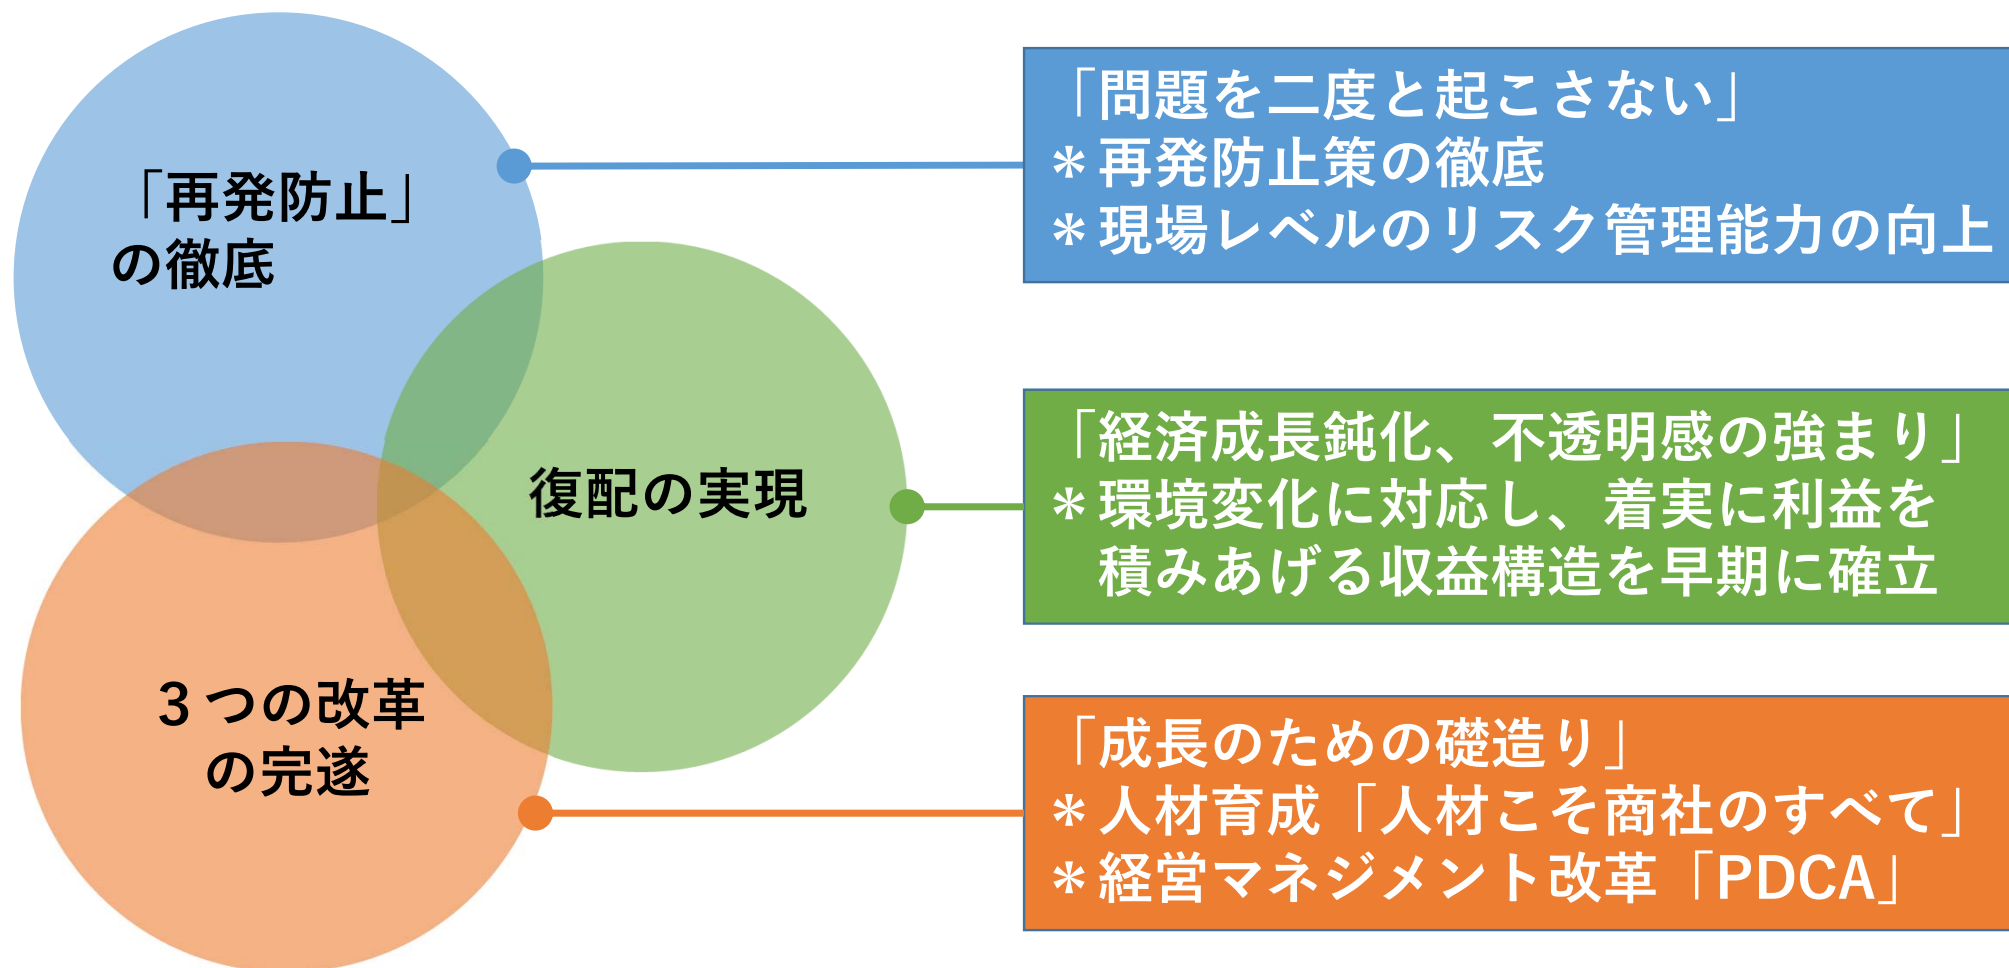 「再発防止」
の徹底
「問題を二度と起こさない」
＊再発防止策の徹底
＊現場レベルのリスク管理能力の向上
復配の実現
「経済成長鈍化、不透明感の強まり」
＊環境変化に対応し、着実に利益を
積みあげる収益構造を早期に確立
３つの改革
の完遂
「成長のための礎造り」
＊人材育成「人材こそ商社のすべて」
＊経営マネジメント改革「PDCA」